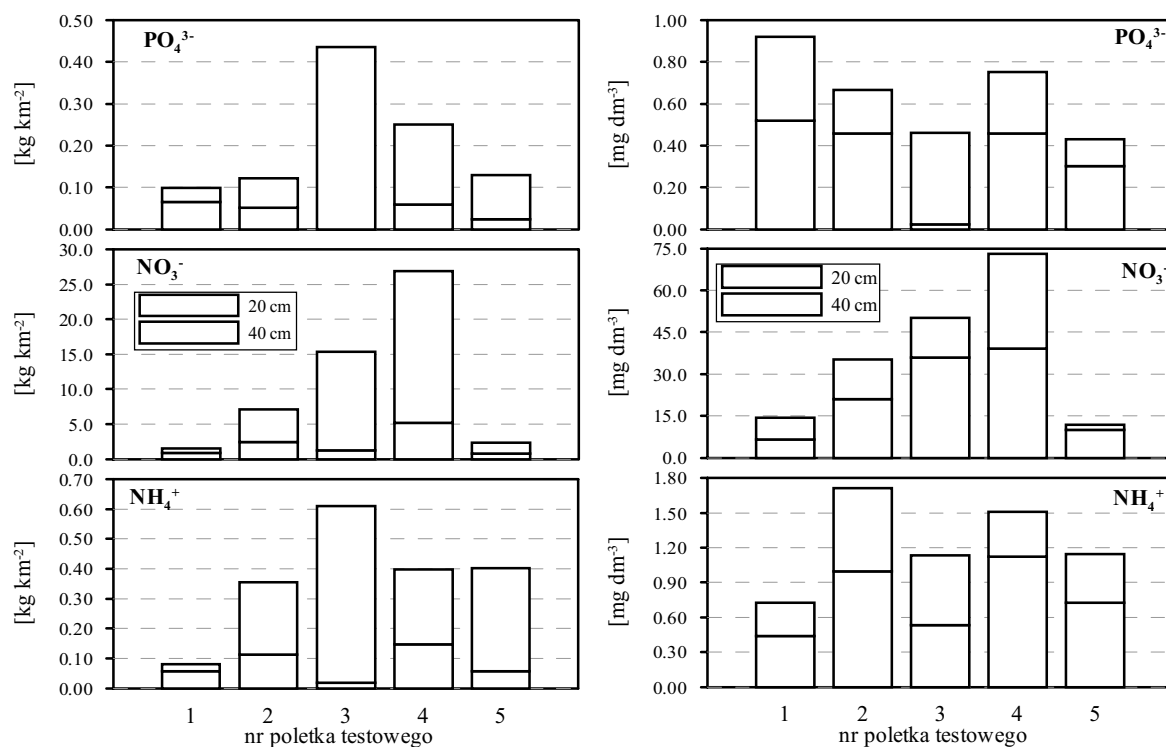 0.50
0.40
0.30
0.20
0.10
0.00
[kg km⁻²]
PO₄³⁻
30.0
25.0
20.0
15.0
10.0
5.0
0.0
[kg km⁻²]
NO₃⁻
20 cm
40 cm
0.70
0.60
0.50
0.40
0.30
0.20
0.10
0.00
[kg km⁻²]
NH₄⁺
1 2 3 4 5
nr poletka testowego
1.00
0.80
0.60
0.40
0.20
0.00
[mg dm⁻³]
PO₄³⁻
75.0
60.0
45.0
30.0
15.0
0.0
[mg dm⁻³]
NO₃⁻
20 cm
40 cm
1.80
1.50
1.20
0.90
0.60
0.30
0.00
[mg dm⁻³]
NH₄⁺
1 2 3 4 5
nr poletka testowego